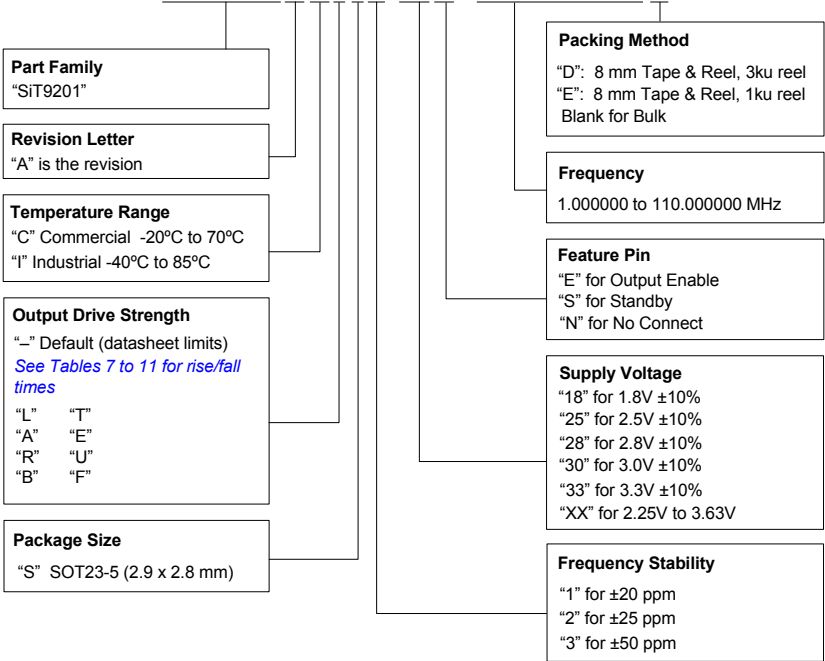 Part Family
“SiT9201”
Revision Letter
“A” is the revision
Temperature Range
“C” Commercial -20ºC to 70ºC
“I” Industrial -40ºC to 85ºC
Output Drive Strength
“–” Default (datasheet limits)
See Tables 7 to 11 for rise/fall
times
“L” “T”
“A” “E”
“R” “U”
“B” “F”
Package Size
“S” SOT23-5 (2.9 x 2.8 mm)
Packing Method
“D”: 8 mm Tape & Reel, 3ku reel
“E”: 8 mm Tape & Reel, 1ku reel
Blank for Bulk
Frequency
1.000000 to 110.000000 MHz
Feature Pin
“E” for Output Enable
“S” for Standby
“N” for No Connect
Supply Voltage
“18” for 1.8V ±10%
“25” for 2.5V ±10%
“28” for 2.8V ±10%
“30” for 3.0V ±10%
“33” for 3.3V ±10%
“XX” for 2.25V to 3.63V
Frequency Stability
“1” for ±20 ppm
“2” for ±25 ppm
“3” for ±50 ppm